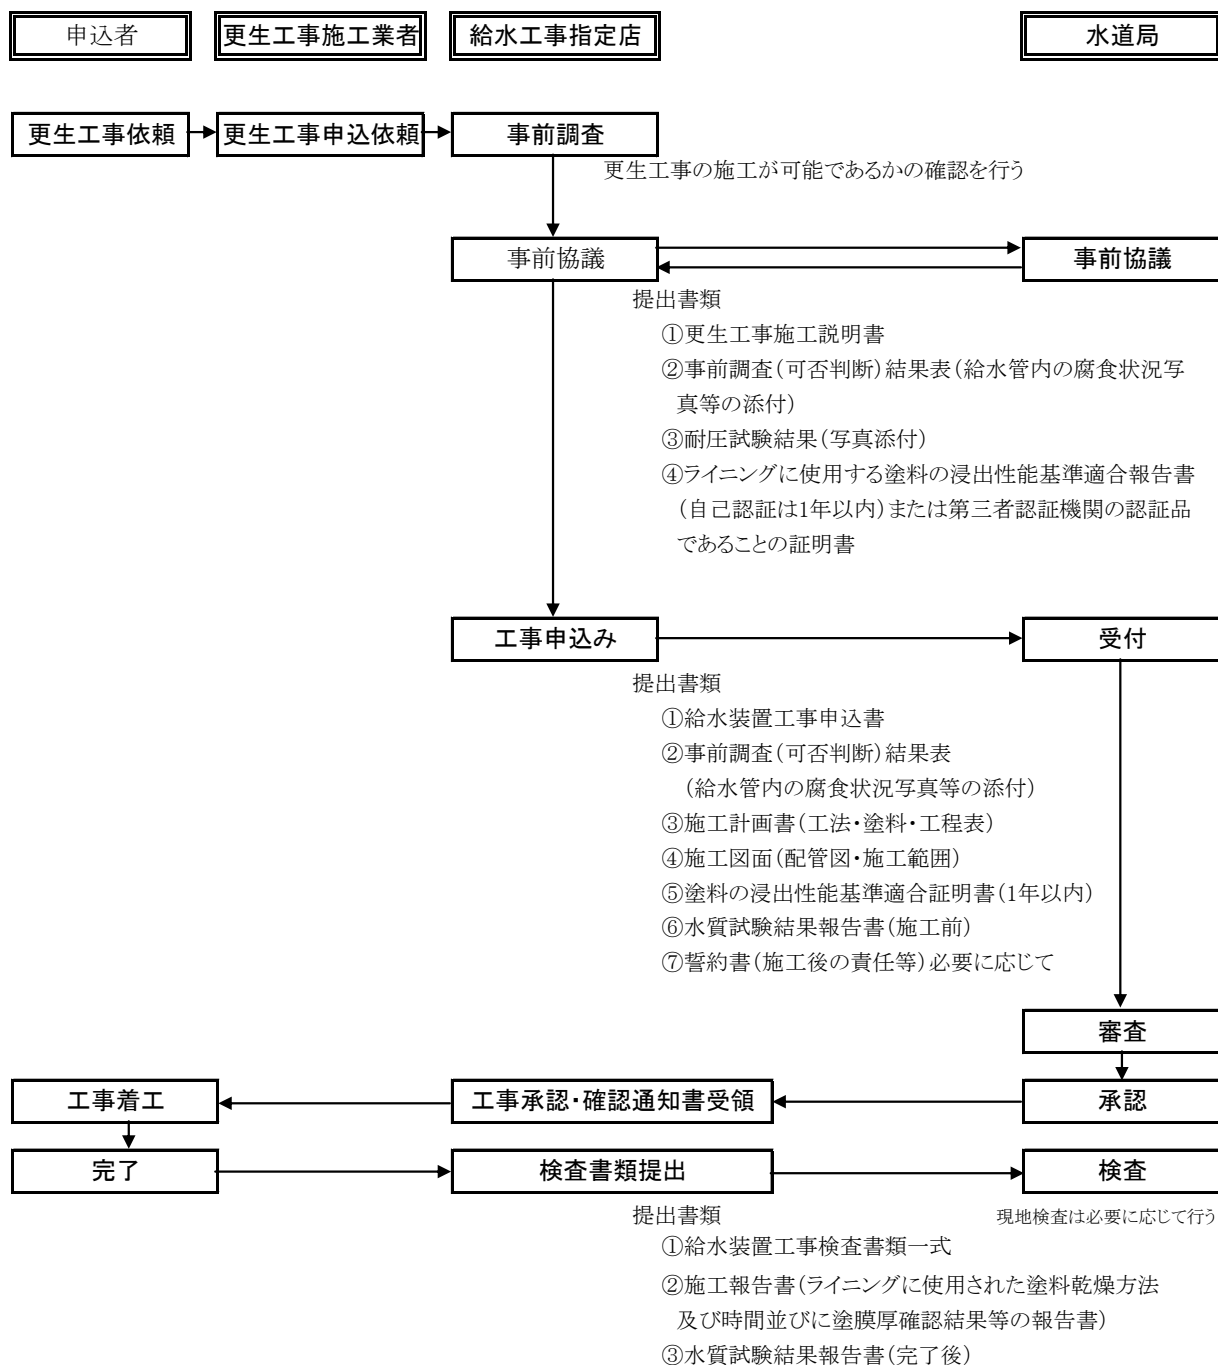 申込者
更生工事施工業者
給水工事指定店
水道局
更生工事依頼
更生工事申込依頼
事前調査
更生工事の施工が可能であるかの確認を行う
事前協議
事前協議
提出書類
①更生工事施工説明書
②事前調査(可否判断)結果表(給水管内の腐食状況写
真等の添付)
③耐圧試験結果(写真添付)
④ライニングに使用する塗料の浸出性能基準適合報告書
(自己認証は1年以内)または第三者認証機関の認証品
であることの証明書
工事申込み
受付
提出書類
①給水装置工事申込書
②事前調査(可否判断)結果表
(給水管内の腐食状況写真等の添付)
③施工計画書(工法・塗料・工程表)
④施工図面(配管図・施工範囲)
⑤塗料の浸出性能基準適合証明書(1年以内)
⑥水質試験結果報告書(施工前)
⑦誓約書(施工後の責任等)必要に応じて
審査
工事着工
工事承認・確認通知書受領
承認
完了
検査書類提出
検査
提出書類
現地検査は必要に応じて行う
①給水装置工事検査書類一式
②施工報告書(ライニングに使用された塗料乾燥方法
及び時間並びに塗膜厚確認結果等の報告書)
③水質試験結果報告書(完了後)